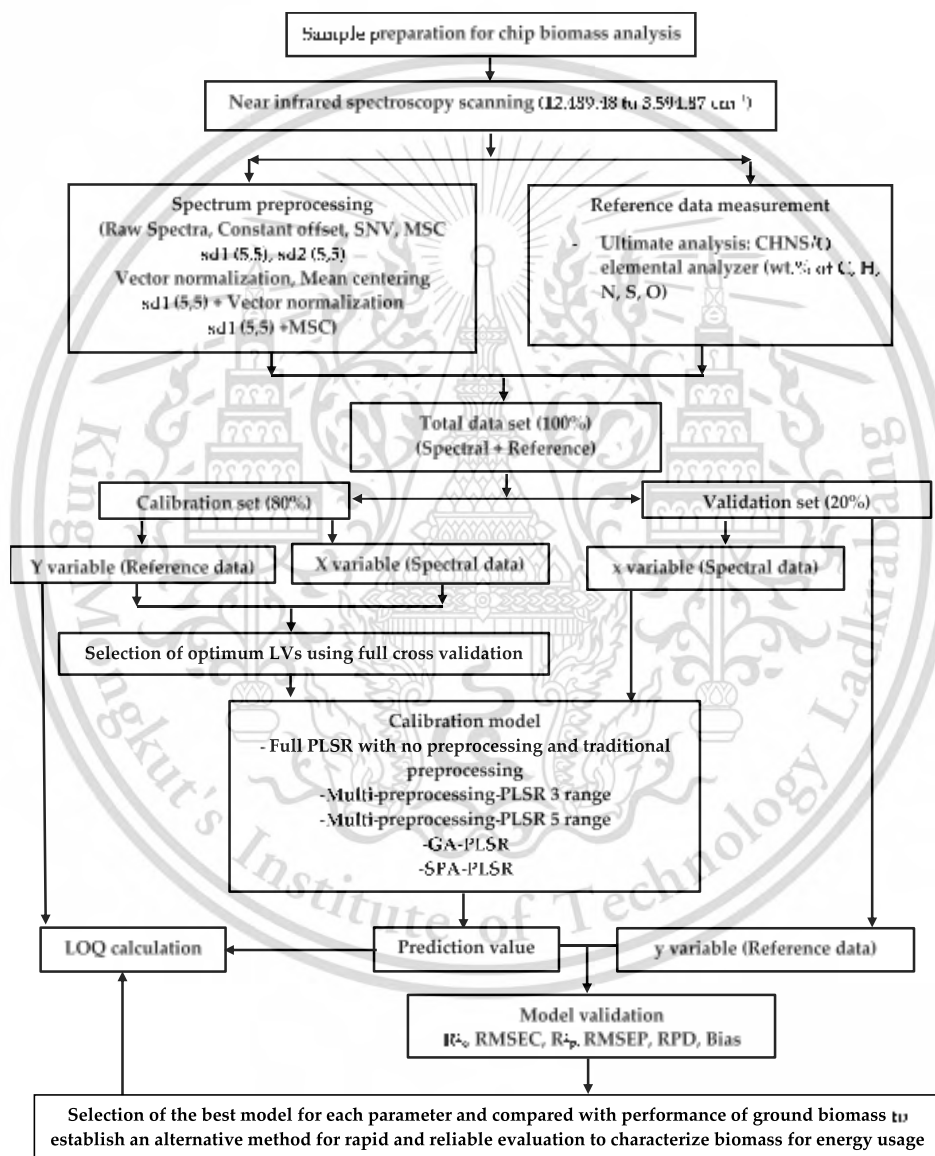 Sample preparation for chip biomass analysis
Near infrared spectroscopy scanning (12,489.48 to 3,594.87 cm⁻¹)
Spectrum preprocessing
(Raw Spectra, Constant offset, SNV, MSC
sd1 (5,5), sd2 (5,5)
Vector normalization, Mean centering
sd1 (5,5) + Vector normalization
sd1 (5,5) +MSC)
Reference data measurement
- Ultimate analysis: CHNS/O
elemental analyzer (wt.% of C, H,
N, S, O)
Total data set (100%)
(Spectral + Reference)
Calibration set (80%)
Validation set (20%)
Y variable (Reference data)
X variable (Spectral data)
x variable (Spectral data)
Selection of optimum LVs using full cross validation
Calibration model
- Full PLSR with no preprocessing and traditional
preprocessing
-Multi-preprocessing-PLSR 3 range
-Multi-preprocessing-PLSR 5 range
-GA-PLSR
-SPA-PLSR
LOQ calculation
Prediction value
y variable (Reference data)
Model validation
R²c, RMSEC, R²p, RMSEP, RPD, Bias
Selection of the best model for each parameter and compared with performance of ground biomass to
establish an alternative method for rapid and reliable evaluation to characterize biomass for energy usage
King Mongkut's Institute of Technology Ladkrabang